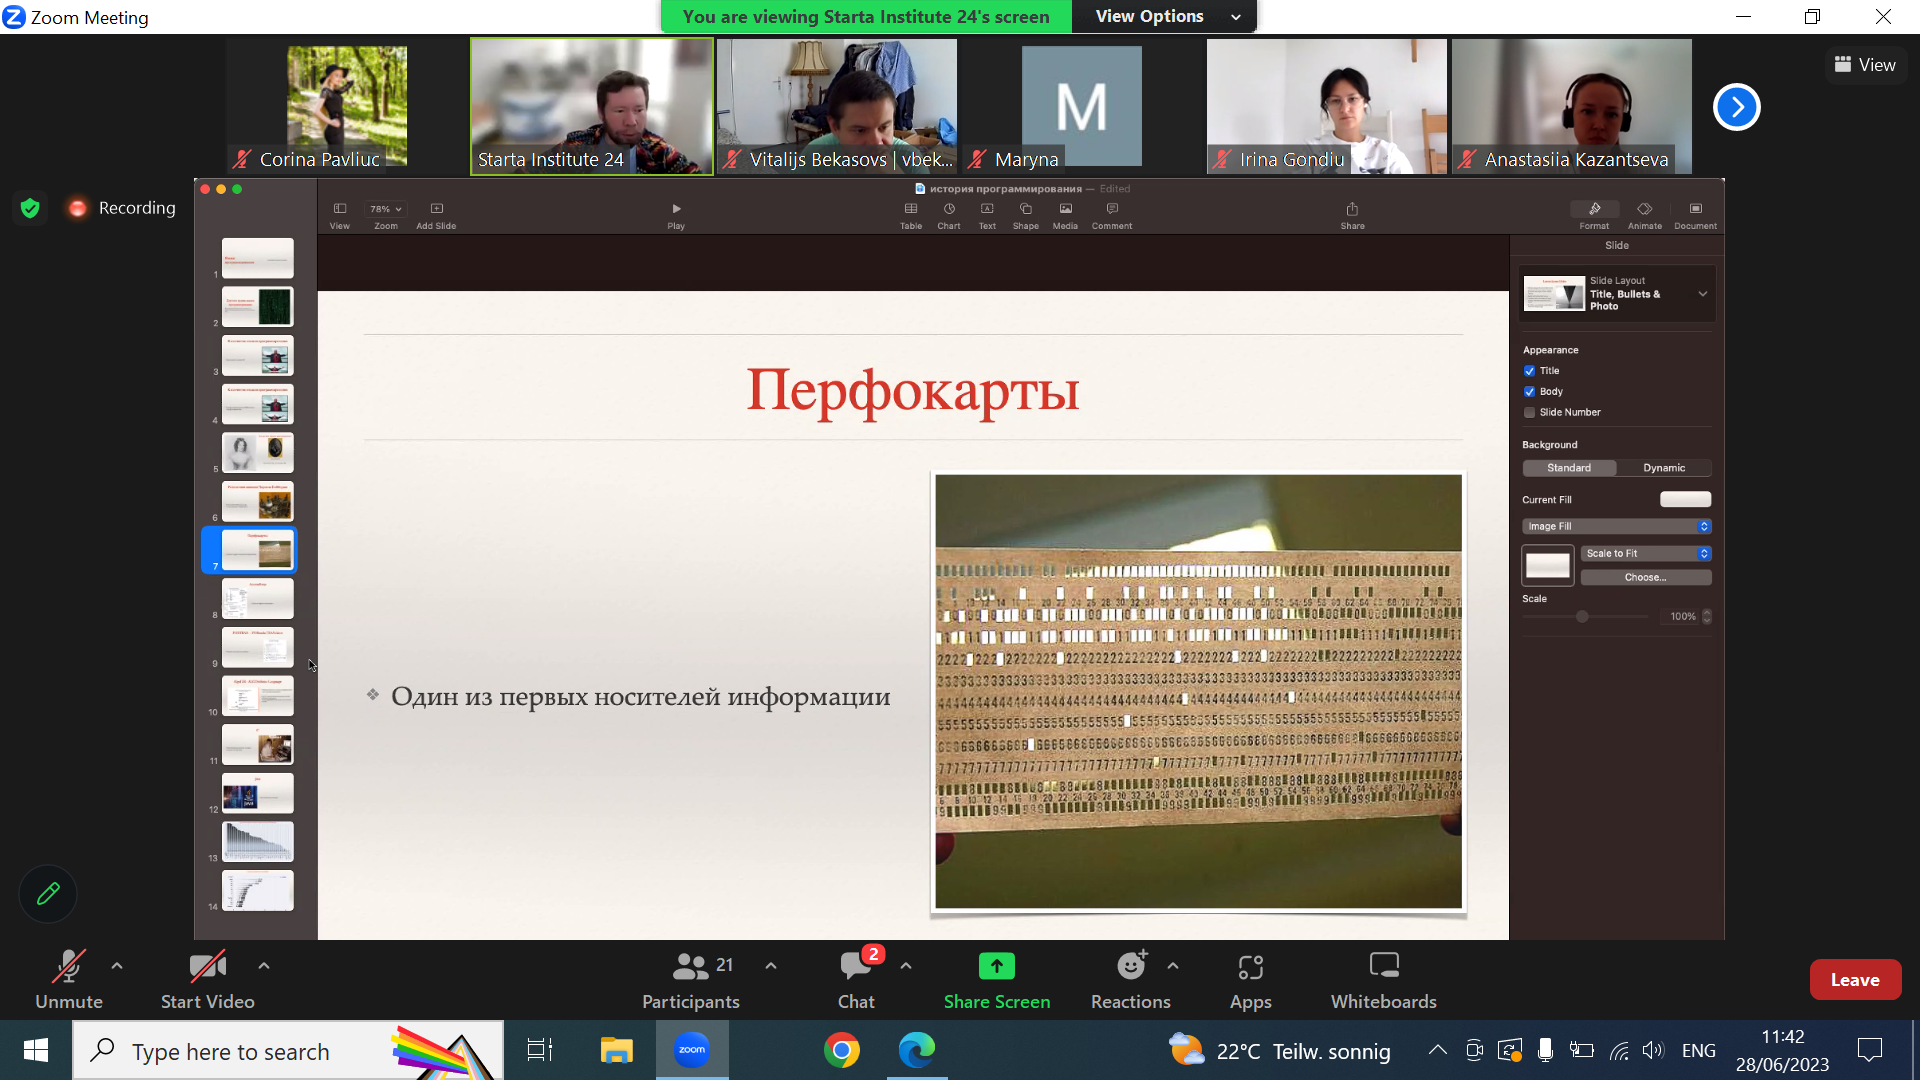 Zoom Meeting
You are viewing Starta Institute 24's screen
View Options
Corina Pavliuc
Starta Institute 24
Vitalijs Bekasovs | vbek...
M
Maryna
Irina Gondiu
Anastasiia Kazantseva
View
Recording
история программирования — Edited
78%
View
Zoom
Add Slide
Play
Table
Chart
Text
Shape
Media
Comment
Share
Format
Animate
Document
1
2
3
4
5
6
7
8
9
10
11
12
13
14
Перфокарты
Один из первых носителей информации
Slide
Slide Layout
Title, Bullets &
Photo
Appearance
Title
Body
Slide Number
Background
Standard
Dynamic
Current Fill
Image Fill
Scale to Fit
Choose...
Scale
100%
Unmute
Start Video
21
Participants
2
Chat
Share Screen
Reactions
Apps
Whiteboards
Leave
Type here to search
zoom
22°C Teilw. sonnig
ENG
11:42
28/06/2023